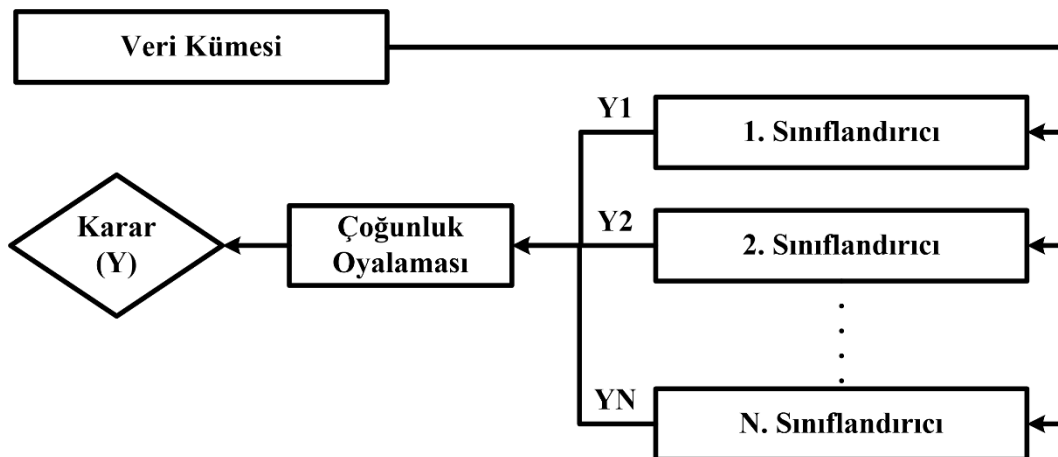 Veri Kümesi
Y1
1. Sınıflandırıcı
Karar
(Y)
Çoğunluk
Oyalaması
Y2
2. Sınıflandırıcı
YN
N. Sınıflandırıcı